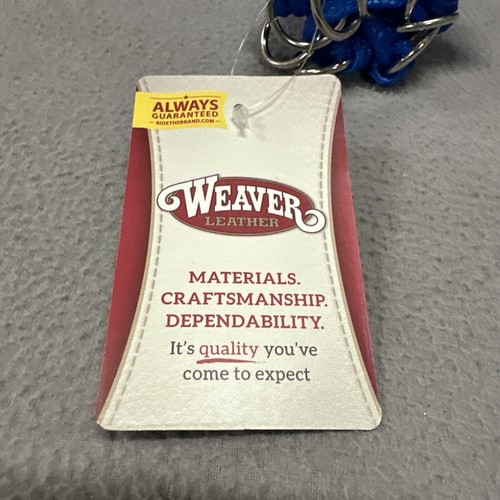 ALWAYS
GUARANTEED
RIDETHEBRAND.COM
WEAVER
LEATHER
MATERIALS.
CRAFTSMANSHIP.
DEPENDABILITY.
It's quality you've
come to expect